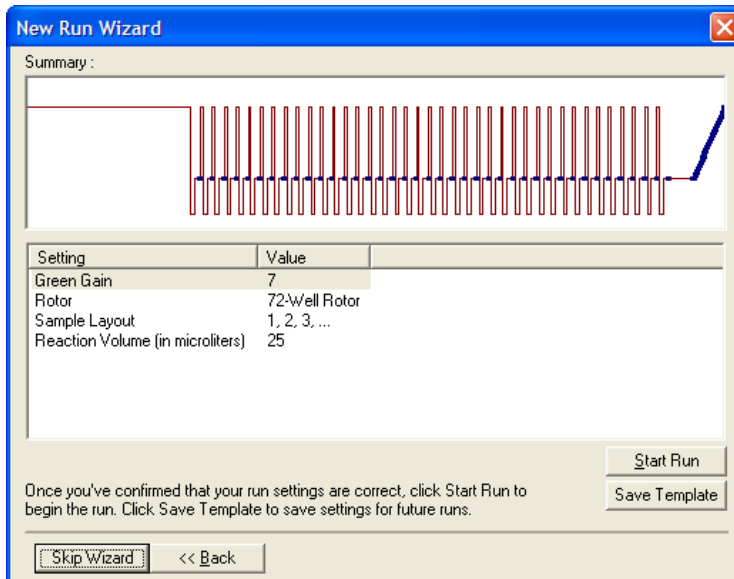 New Run Wizard
Summary :
Setting Value
Green Gain 7
Rotor 72-Well Rotor
Sample Layout 1, 2, 3, ...
Reaction Volume (in microliters) 25
Start Run
Once you've confirmed that your run settings are correct, click Start Run to
begin the run. Click Save Template to save settings for future runs.
Save Template
Skip Wizard << Back